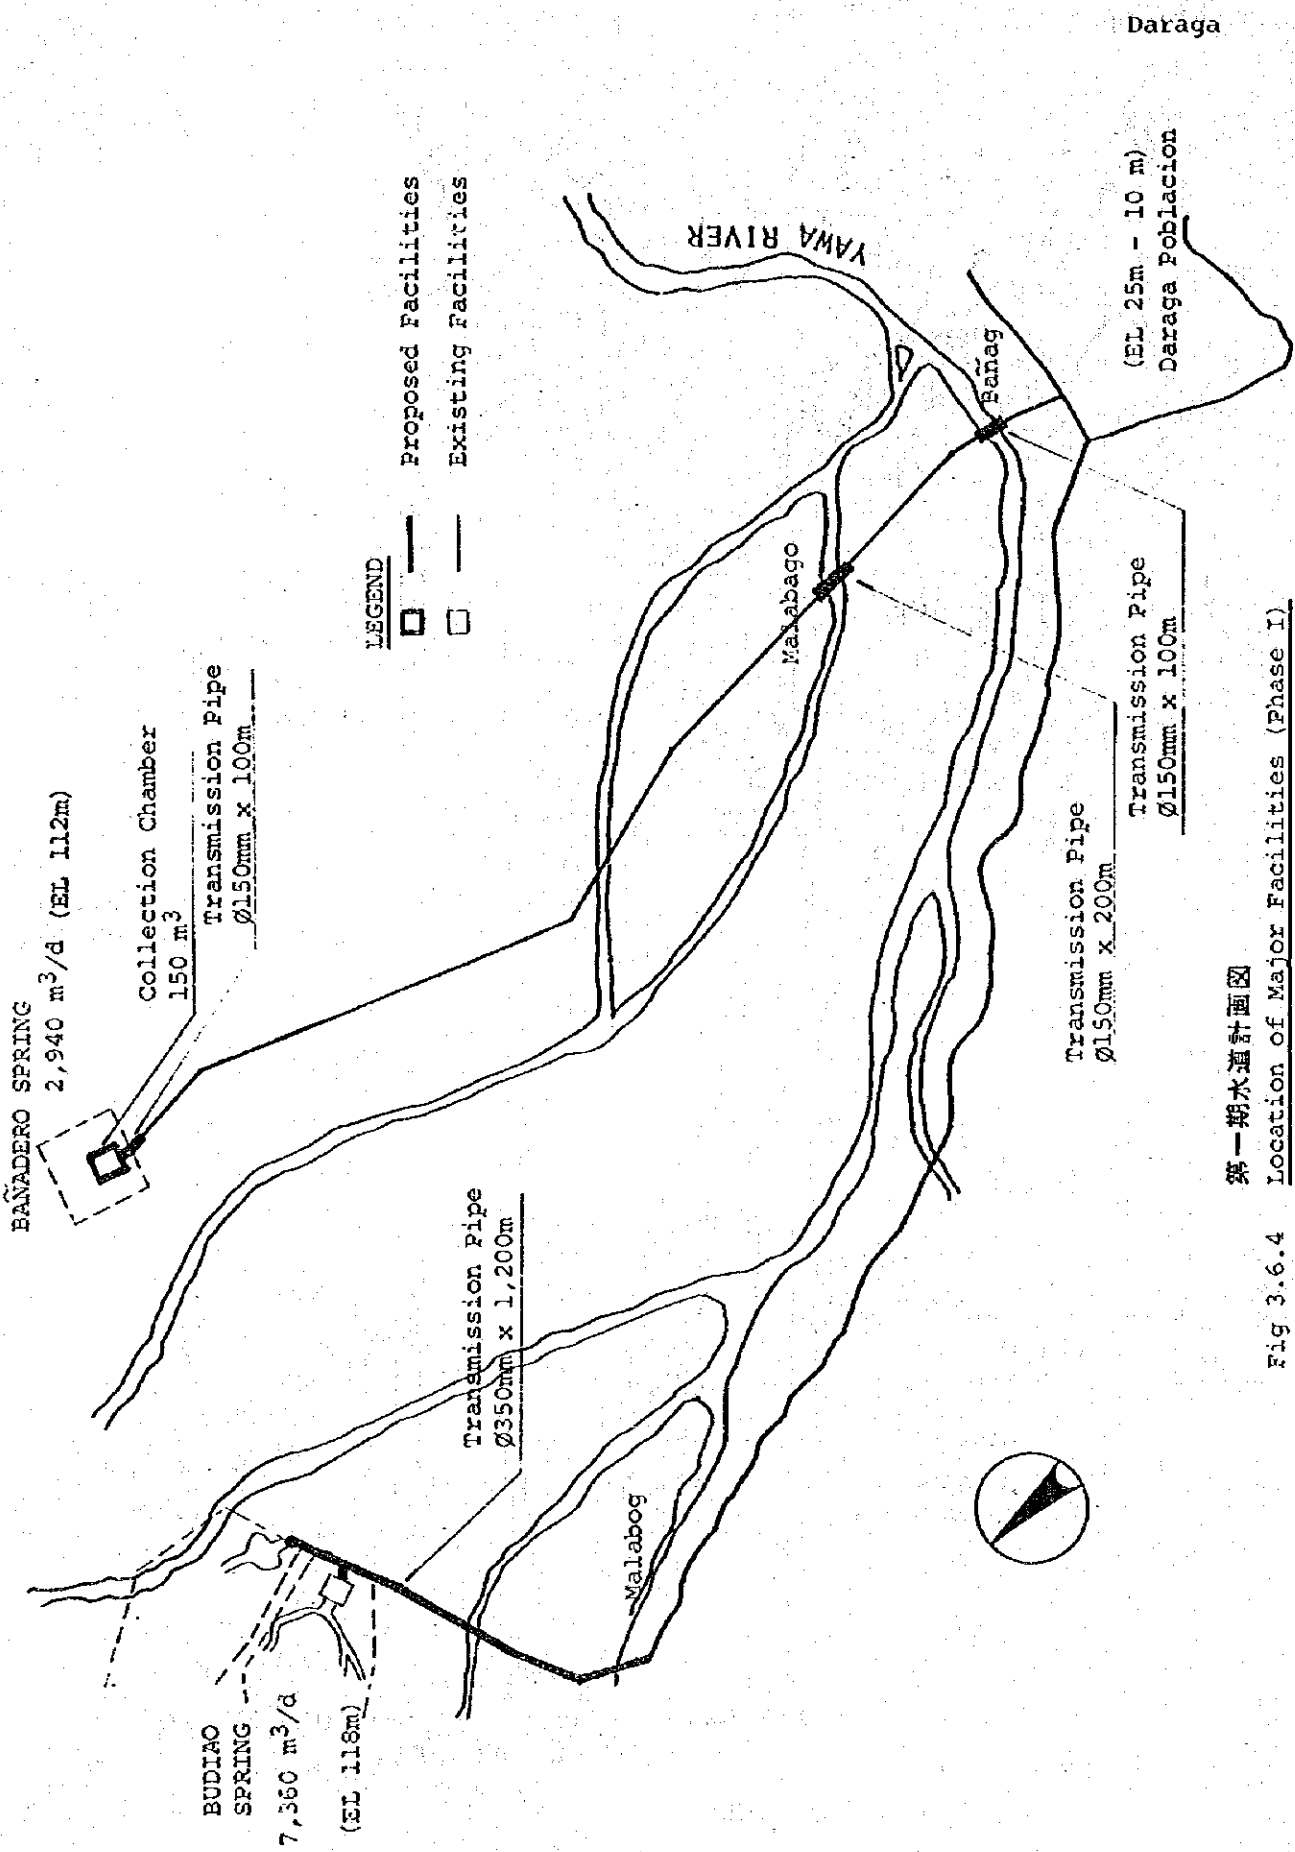 Daraga
BAÑADERO SPRING
2,940 m³/d (EL 112m)
Collection Chamber
150 m³
Transmission Pipe
Ø150mm x 100m
LEGEND
Proposed Facilities
Existing Facilities
YAWA RIVER
BUDIAO
SPRING
7,360 m³/d
(EL 118m)
Transmission Pipe
Ø350mm x 1,200m
Malabog
Malabago
Bañag
(EL 25m - 10 m)
Daraga Poblacion
Transmission Pipe
Ø150mm x 200m
Transmission Pipe
Ø150mm x 100m
第一期水道計画図
Fig 3.6.4 Location of Major Facilities (Phase I)